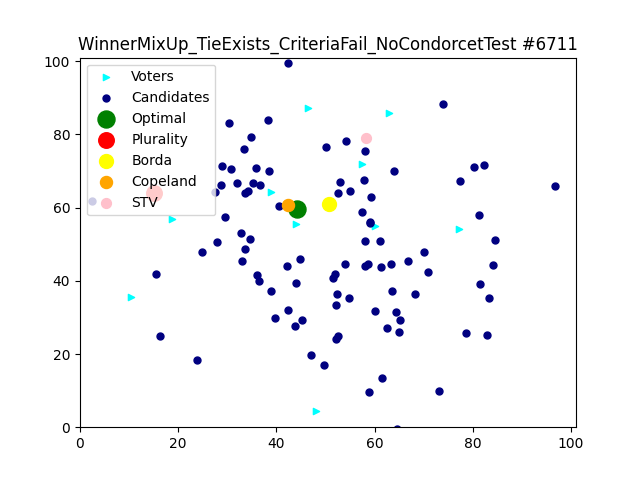 WinnerMixUp_TieExists_CriteriaFail_NoCondorcetTest #6711
Voters
Candidates
Optimal
Plurality
Borda
Copeland
STV
100
80
60
40
20
0
0 20 40 60 80 100